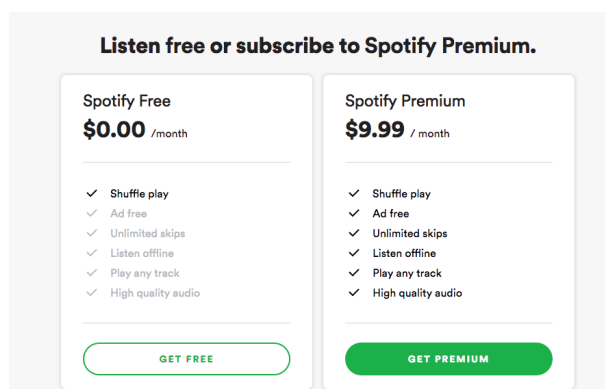 Listen free or subscribe to Spotify Premium.
Spotify Free
$0.00 /month
Shuffle play
Ad free
Unlimited skips
Listen offline
Play any track
High quality audio
GET FREE
Spotify Premium
$9.99 / month
Shuffle play
Ad free
Unlimited skips
Listen offline
Play any track
High quality audio
GET PREMIUM